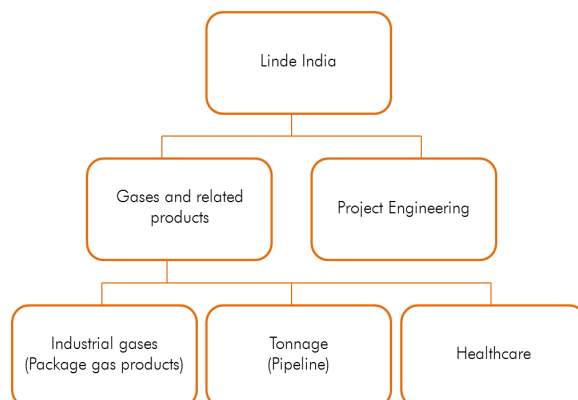 Linde India
Gases and related
products
Project Engineering
Industrial gases
(Package gas products)
Tonnage
(Pipeline)
Healthcare